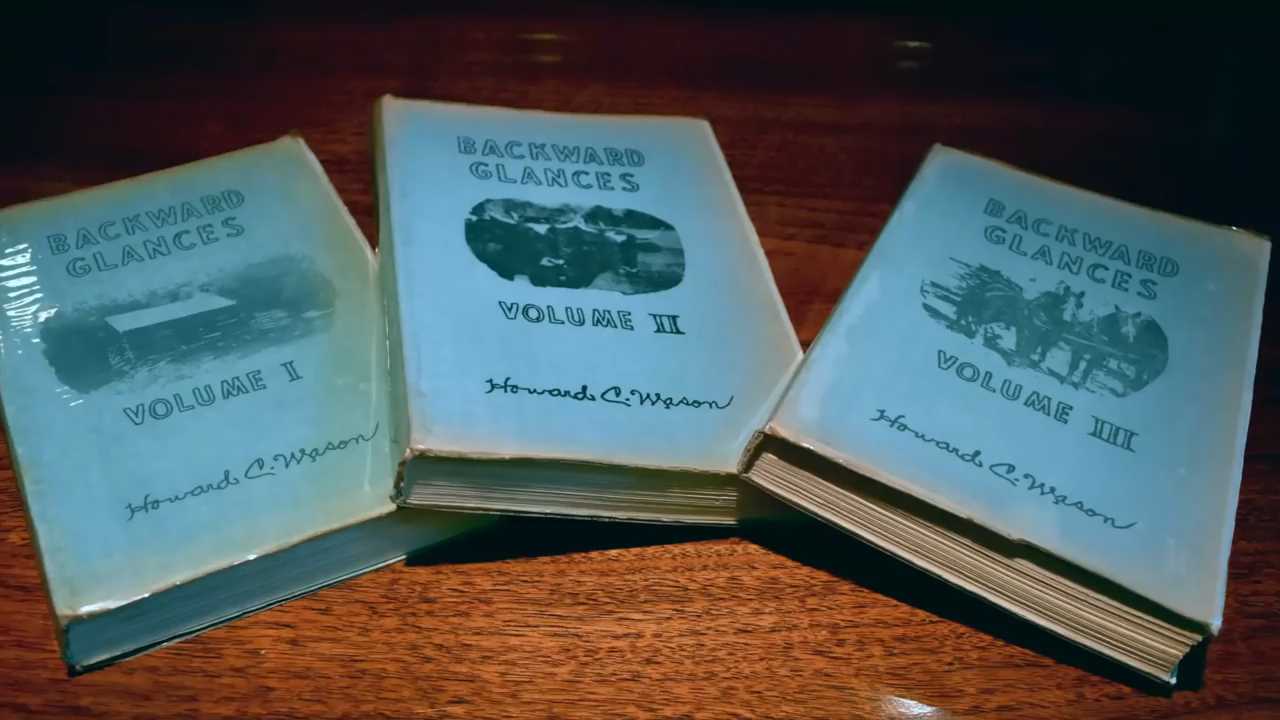 BACKWARD
GLANCES
VOLUME I
Howard C. Wason
BACKWARD
GLANCES
VOLUME II
Howard C. Wason
BACKWARD
GLANCES
VOLUME III
Howard C. Wason